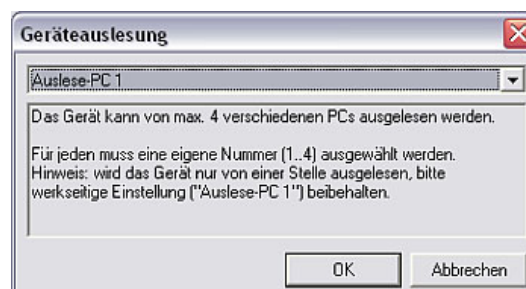 Geräteauslesung
Auslese-PC 1
Das Gerät kann von max. 4 verschiedenen PCs ausgelesen werden.
Für jeden muss eine eigene Nummer (1..4) ausgewählt werden.
Hinweis: wird das Gerät nur von einer Stelle ausgelesen, bitte
werkseitige Einstellung ("Auslese-PC 1") beibehalten.
OK
Abbrechen